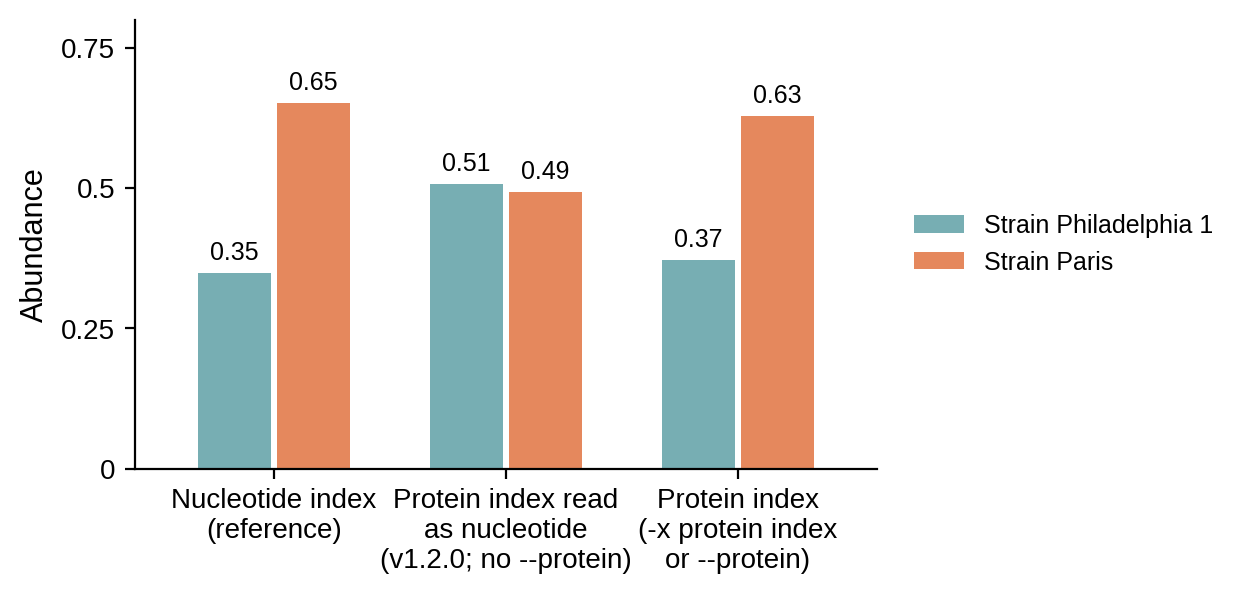 Abundance
0.75
0.5
0.25
0
0.35
0.65
0.51
0.49
0.37
0.63
Nucleotide index
(reference)
Protein index read
as nucleotide
(v1.2.0; no --protein)
Protein index
(-x protein index
or --protein)
Strain Philadelphia 1
Strain Paris